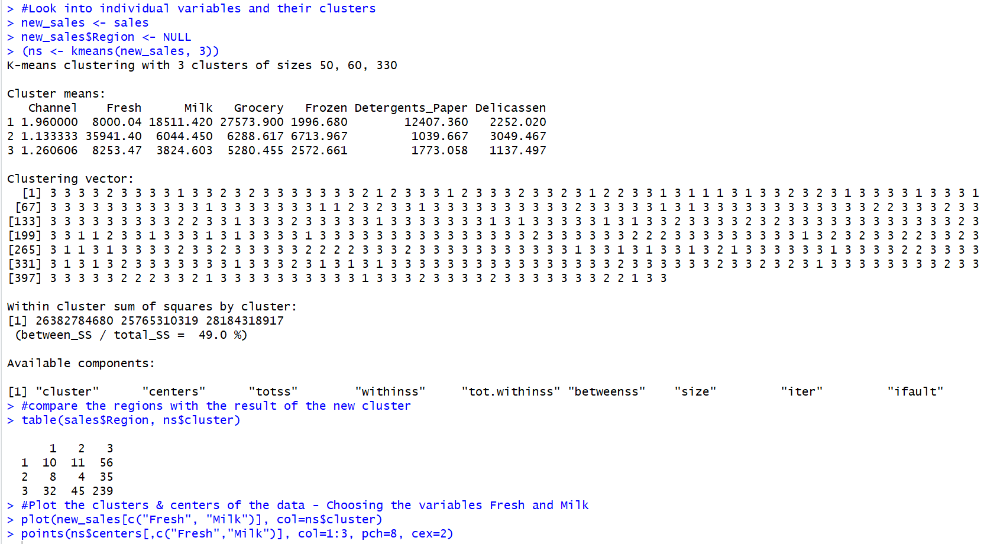 > #Look into individual variables and their clusters
> new_sales <- sales
> new_sales$Region <- NULL
> (ns <- kmeans(new_sales, 3))
K-means clustering with 3 clusters of sizes 50, 60, 330
Cluster means:
Channel Fresh Milk Grocery Frozen Detergents_Paper Delicassen
1 1.960000 8000.04 18511.420 27573.900 1996.680 12407.360 2252.020
2 1.133333 35941.40 6044.450 6288.617 6713.967 1039.667 3049.467
3 1.260606 8253.47 3824.603 5280.455 2572.661 1773.058 1137.497
Clustering vector:
[1] 3 3 3 3 2 3 3 3 3 1 3 3 2 3 2 3 3 3 3 3 3 3 2 1 2 3 3 3 1 2 3 3 3 2 3 3 2 3 1 2 2 3 3 1 3 1 1 1 3 1 3 3 2 3 2 3 1 3 3 3 3 1 3 3 3 1
[67] 3 3 3 3 3 3 3 3 3 3 3 1 3 3 3 3 3 3 3 1 1 2 3 2 3 3 1 3 3 3 3 3 3 3 3 3 3 2 3 3 3 3 3 1 3 1 3 3 3 3 3 3 3 3 3 3 3 3 2 2 3 3 3 2 3 3
[133] 3 3 3 3 3 3 3 3 3 2 2 3 3 1 3 3 3 2 3 3 3 3 3 1 3 3 3 3 3 3 3 1 3 1 3 3 3 3 3 1 3 1 3 3 2 3 3 3 3 2 3 2 3 3 3 3 3 3 3 3 3 3 3 3 2 3
[199] 3 3 1 1 2 3 3 1 3 3 3 1 3 1 3 3 3 3 1 3 3 3 3 3 3 3 3 3 3 3 3 3 3 3 2 3 3 3 3 3 3 2 2 2 3 3 3 3 3 3 3 3 3 1 3 2 3 2 3 3 2 2 3 3 2 3
[265] 3 1 1 3 1 3 3 3 3 2 3 3 2 3 3 3 3 3 2 2 2 2 3 3 3 2 3 3 3 3 3 3 3 3 3 3 3 1 3 3 1 3 1 3 3 1 3 2 1 3 3 3 3 3 3 1 3 3 3 3 2 2 3 3 3 3
[331] 3 1 3 1 3 2 3 3 3 3 3 3 3 1 3 3 3 2 3 1 3 1 3 1 3 3 3 3 3 3 3 3 3 3 3 3 3 3 3 3 2 3 3 3 3 3 3 2 3 3 2 3 2 3 1 3 3 3 3 3 3 3 3 2 3 3
[397] 3 3 3 3 3 2 2 2 3 3 2 1 3 3 3 3 3 3 3 3 3 3 1 3 3 3 2 3 3 3 3 2 3 3 3 3 3 3 3 2 2 1 3 3
Within cluster sum of squares by cluster:
[1] 26382784680 25765310319 28184318917
(between_SS / total_SS = 49.0 %)
Available components:
[1] "cluster" "centers" "totss" "withinss" "tot.withinss" "betweenss" "size" "iter" "ifault"
> #compare the regions with the result of the new cluster
> table(sales$Region, ns$cluster)
1 2 3
1 10 11 56
2 8 4 35
3 32 45 239
> #Plot the clusters & centers of the data - Choosing the variables Fresh and Milk
> plot(new_sales[c("Fresh", "Milk")], col=ns$cluster)
> points(ns$centers[,c("Fresh","Milk")], col=1:3, pch=8, cex=2)